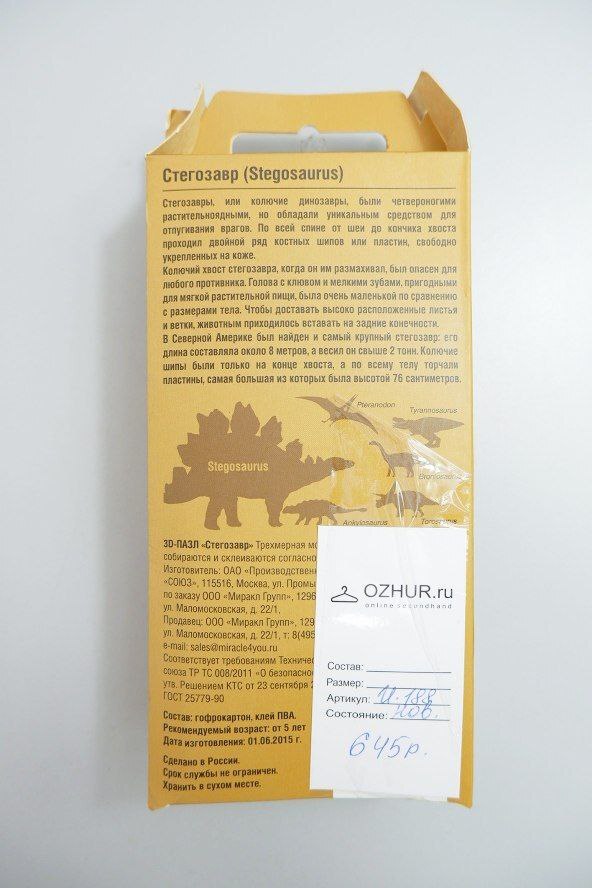 Стегозавр (Stegosaurus)
Стегозавры, или колючие динозавры, были четвероногими
растительноядными, но обладали уникальным средством для
отпугивания врагов. По всей спине от шеи до кончика хвоста
проходил двойной ряд костных шипов или пластин, свободно
укрепленных на коже.
Колючий хвост стегозавра, когда он им размахивал, был опасен для
любого противника. Голова с клювом и мелкими зубами, пригодными
для мягкой растительной пищи, была очень маленькой по сравнению
с размерами тела. Чтобы доставать высоко расположенные листья
и ветки, животным приходилось вставать на задние конечности.
В Северной Америке был найден и самый крупный стегозавр: его
длина составляла около 8 метров, а весил он свыше 2 тонн. Колючие
шипы были только на конце хвоста, а по всему телу торчали
пластины, самая большая из которых была высотой 76 сантиметров.
Pteranodon
Tyrannosaurus
Stegosaurus
Brontosaurus
Ankylosaurus
Torosaurus
3D-ПАЗЛ «Стегозавр» Трехмерная
собираются и склеиваются согласно
Изготовитель: ОАО «Производственн
«СОЮЗ», 115516, Москва, ул. Промы
по заказу ООО «Миракл Групп», 1296
ул. Маломосковская, д. 22/1.
Продавец: ООО «Миракл Групп», 129
ул. Маломосковская, д. 22/1, т: 8(495
e-mail: sales@miracle4you.ru
Соответствует требованиям Техниче
союза ТР ТС 008/2011 «О безопасно
утв. Решением КТС от 23 сентября 2
ГОСТ 25779-90
Состав: гофрокартон, клей ПВА.
Рекомендуемый возраст: от 5 лет
Дата изготовления: 01.06.2015 г.
Сделано в России.
Срок службы не ограничен.
Хранить в сухом месте.
OZHUR.ru
online secondhand
Состав:
Размер:
Артикул: И-188
Состояние: нов.
645р.